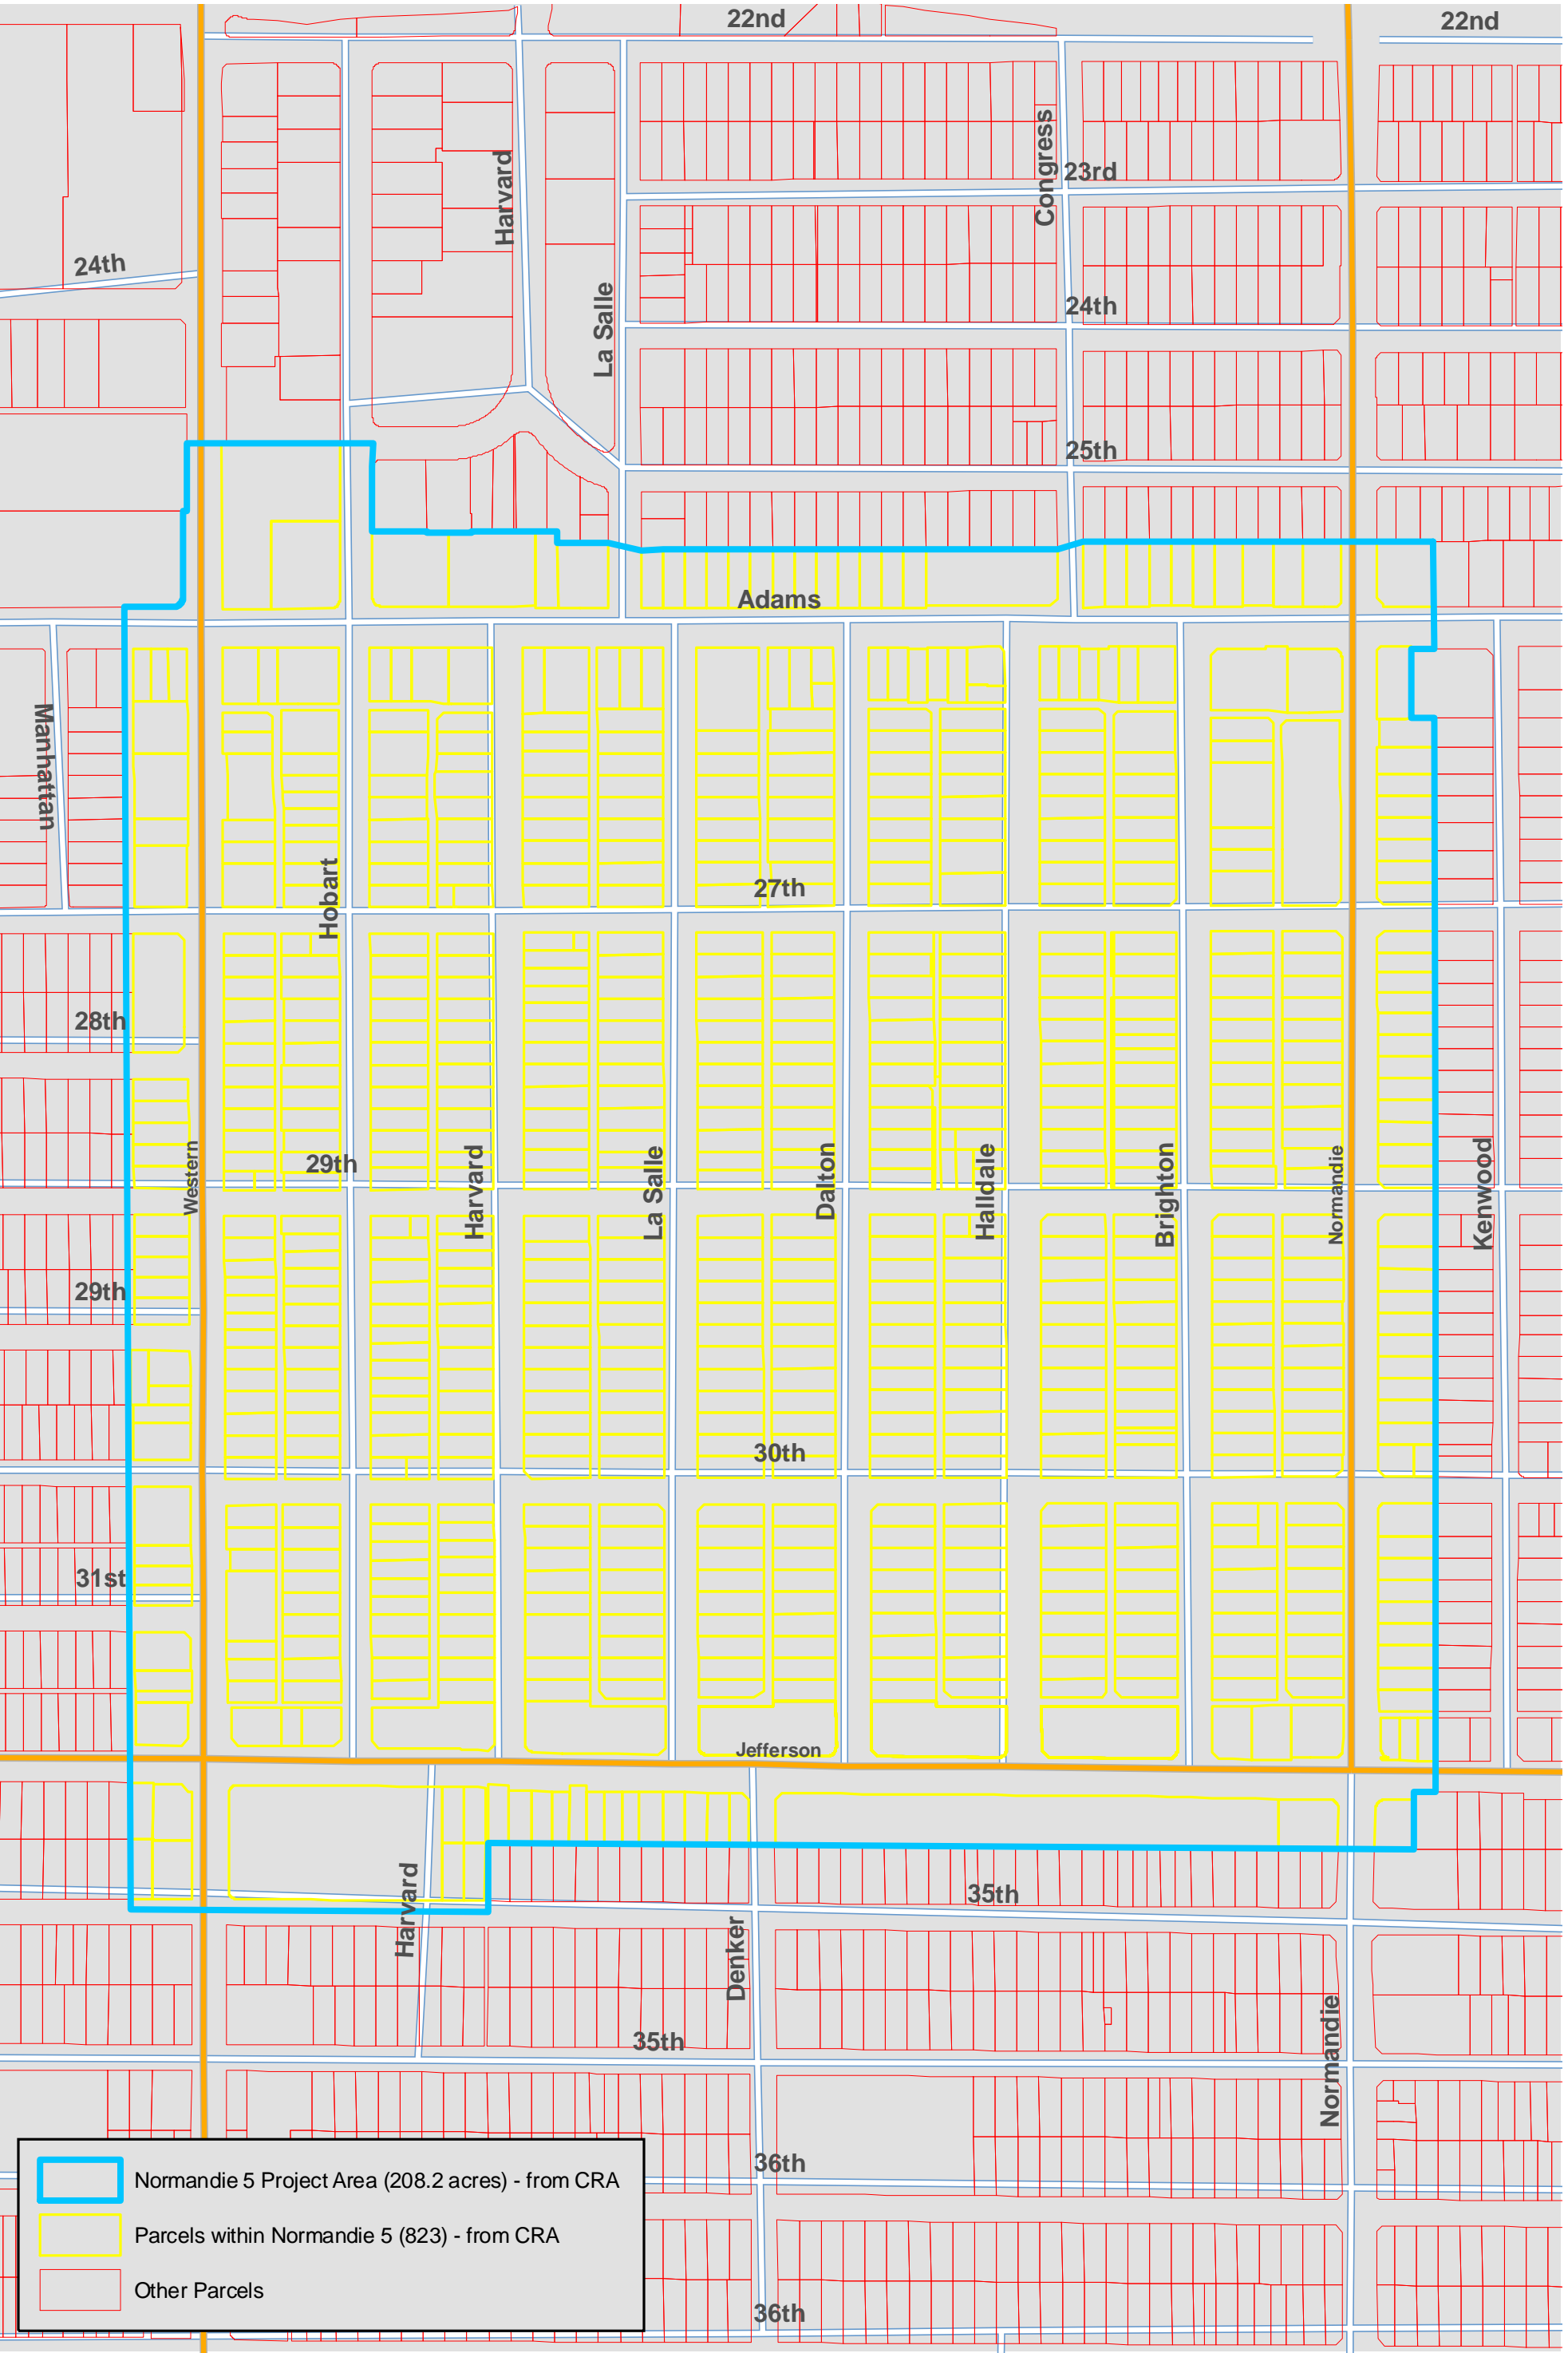 22nd
22nd
Congress
23rd
Harvard
24th
La Salle
24th
25th
Adams
Manhattan
Hobart
27th
28th
Western
29th
Harvard
La Salle
Dalton
Halldale
Brighton
Normandie
Kenwood
29th
30th
31st
Jefferson
Harvard
35th
Denker
35th
Normandie
36th
Normandie 5 Project Area (208.2 acres) - from CRA
Parcels within Normandie 5 (823) - from CRA
Other Parcels
36th